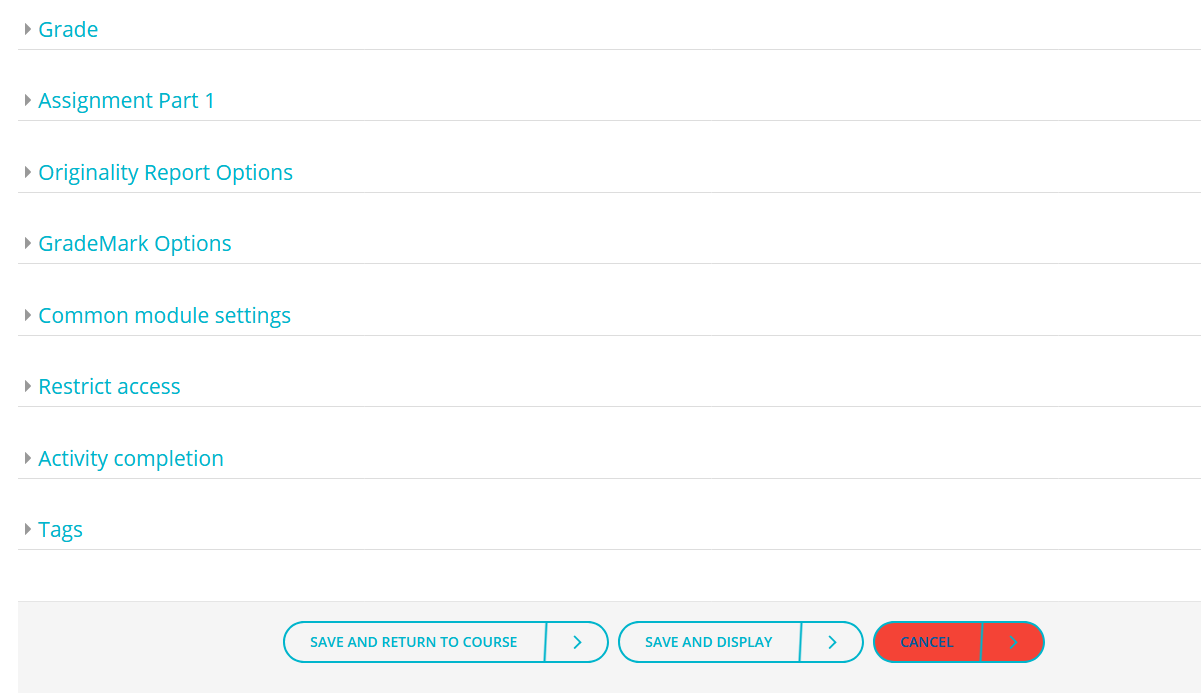 Grade
Assignment Part 1
Originality Report Options
GradeMark Options
Common module settings
Restrict access
Activity completion
Tags
SAVE AND RETURN TO COURSE SAVE AND DISPLAY CANCEL